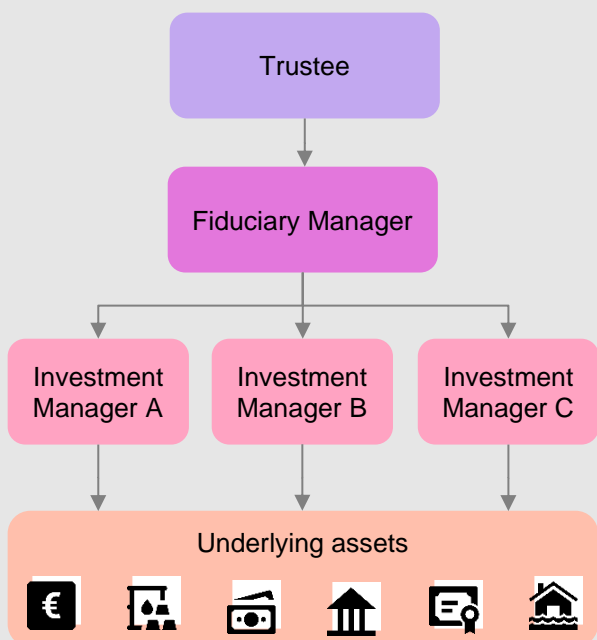 Trustee
Fiduciary Manager
Investment
Manager A
Investment
Manager B
Investment
Manager C
Underlying assets
€